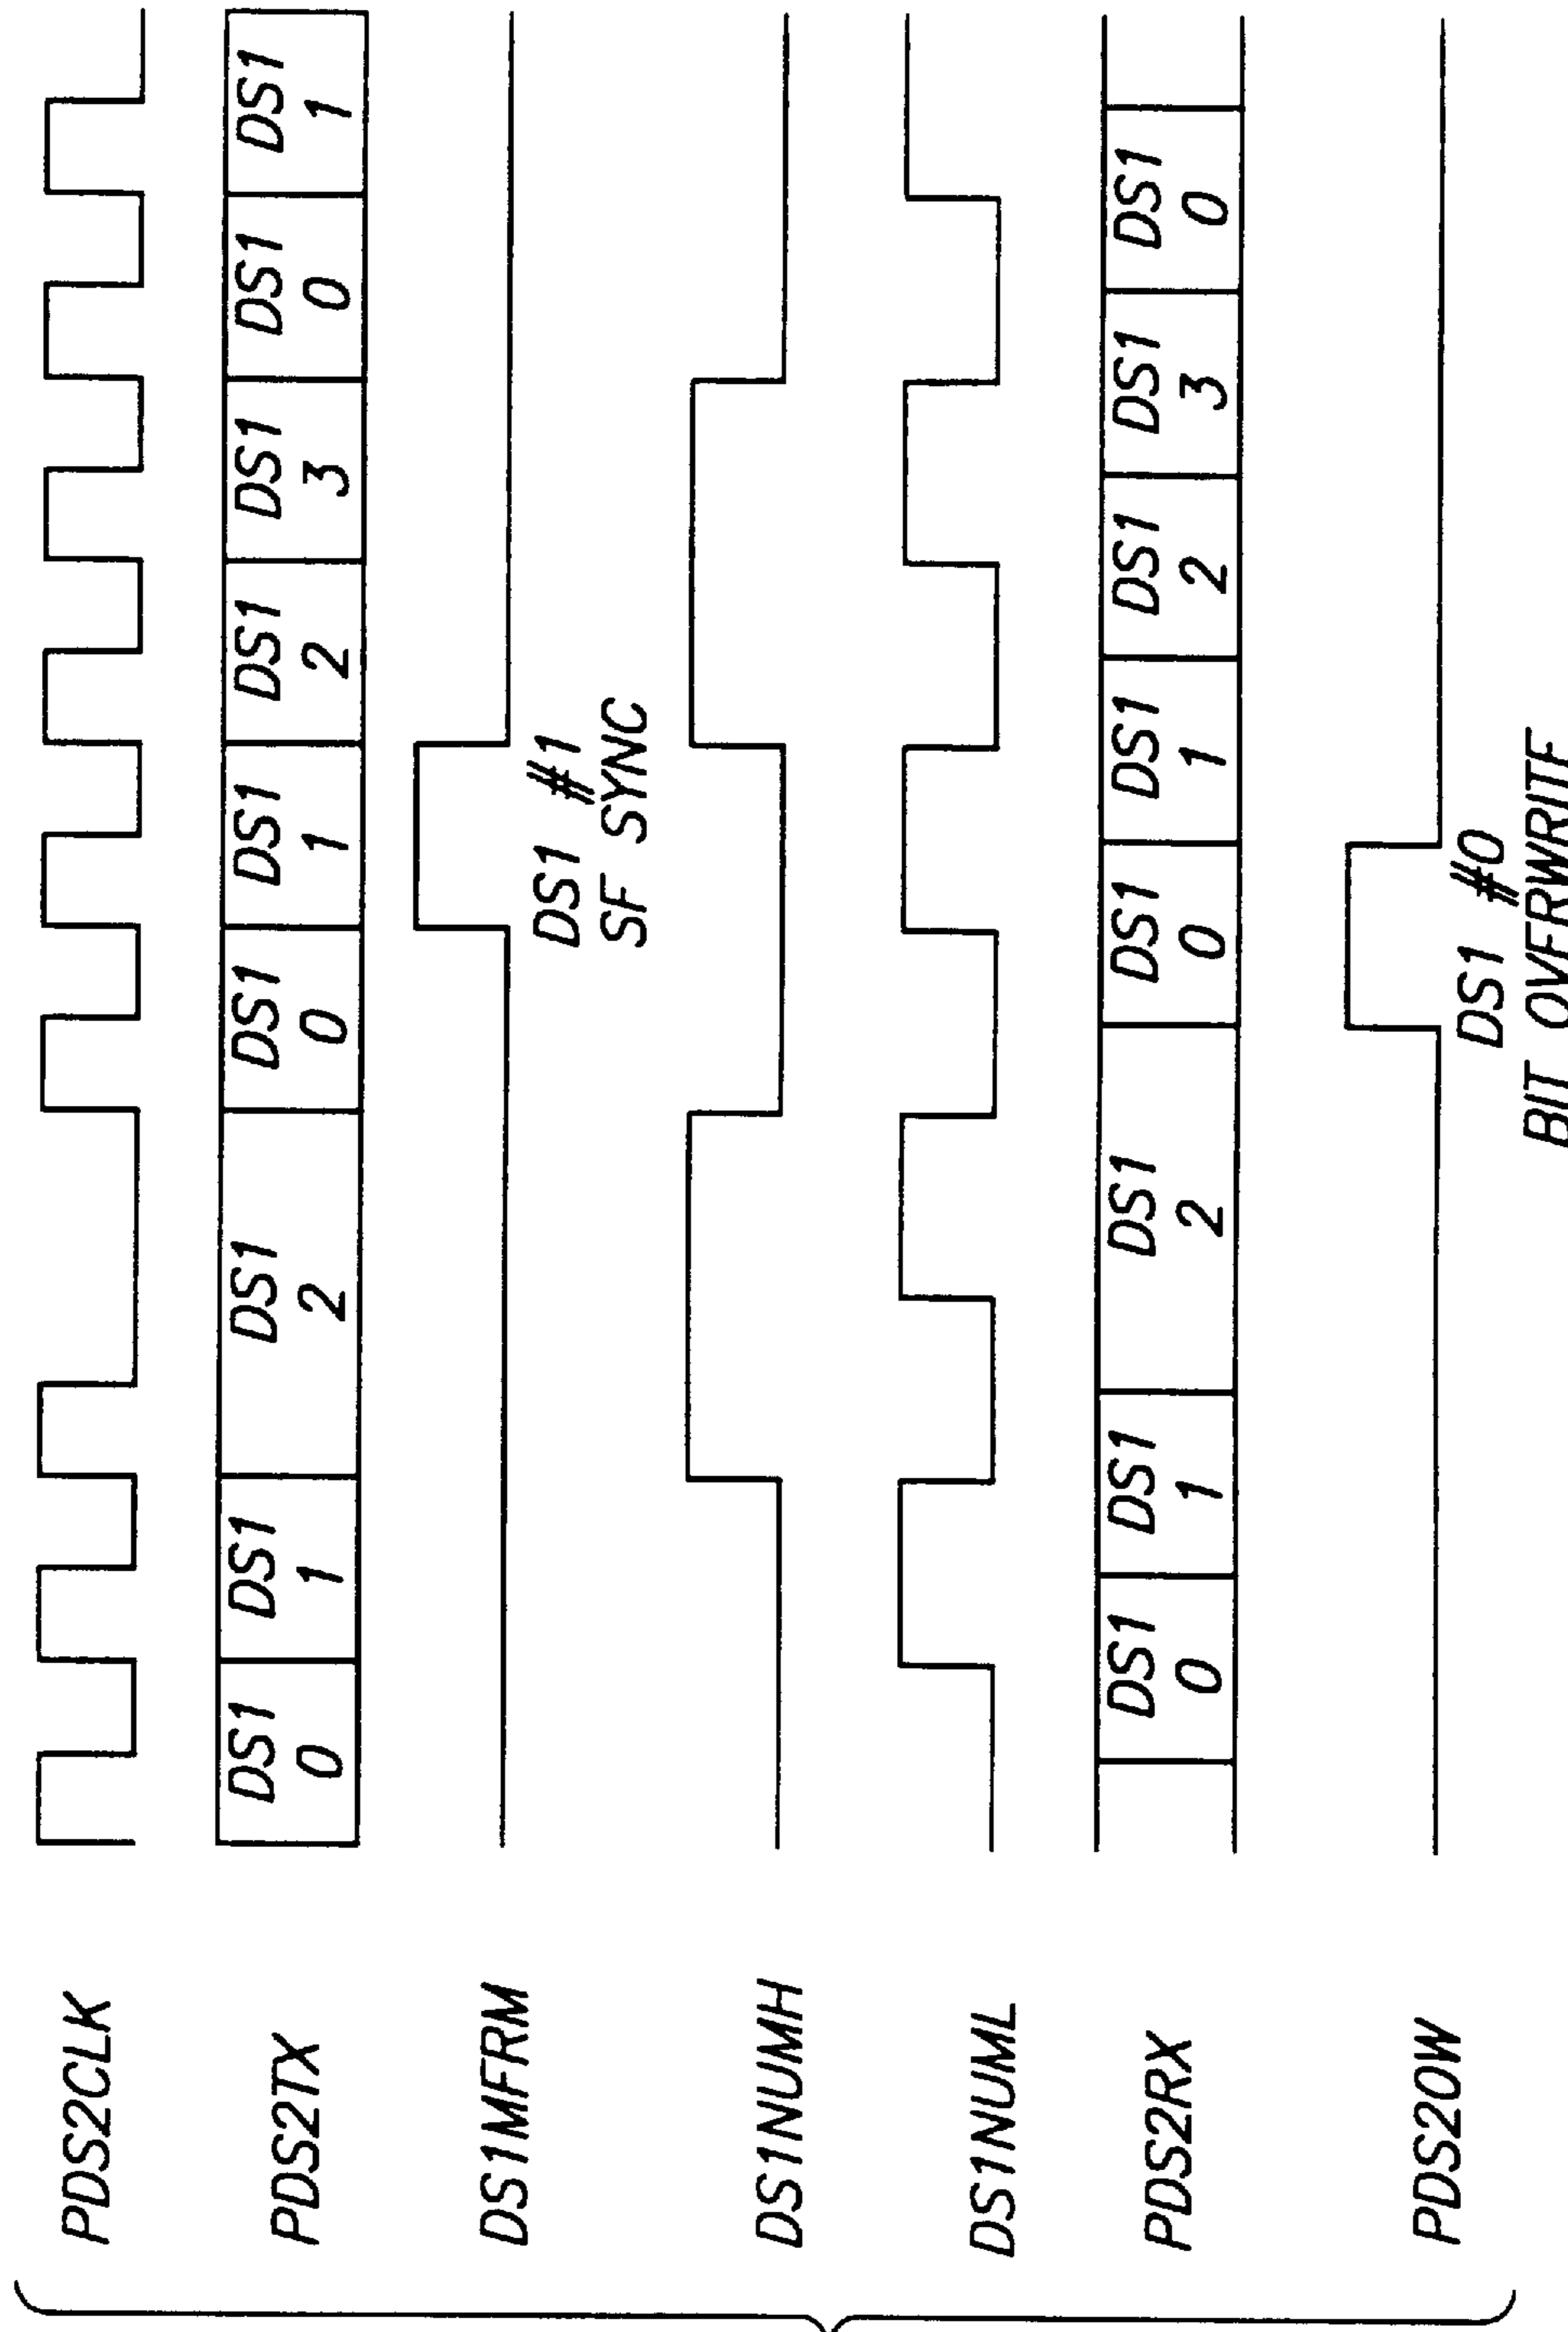 PDS2CLK
PDS2TX
DS1 DS1 DS1 DS1 DS1 DS1 DS1 DS1 DS1
0 1 2 0 1 2 3 0 1
DS1MFRM
DS1 #1
SF SYNC
DS1NUMH
DS1NUML
PDS2RX
DS1 DS1 DS1 DS1 DS1 DS1 DS1 DS1
0 1 2 0 1 2 3 0
PDS2OW
DS1 #0
BIT OVERWRITE